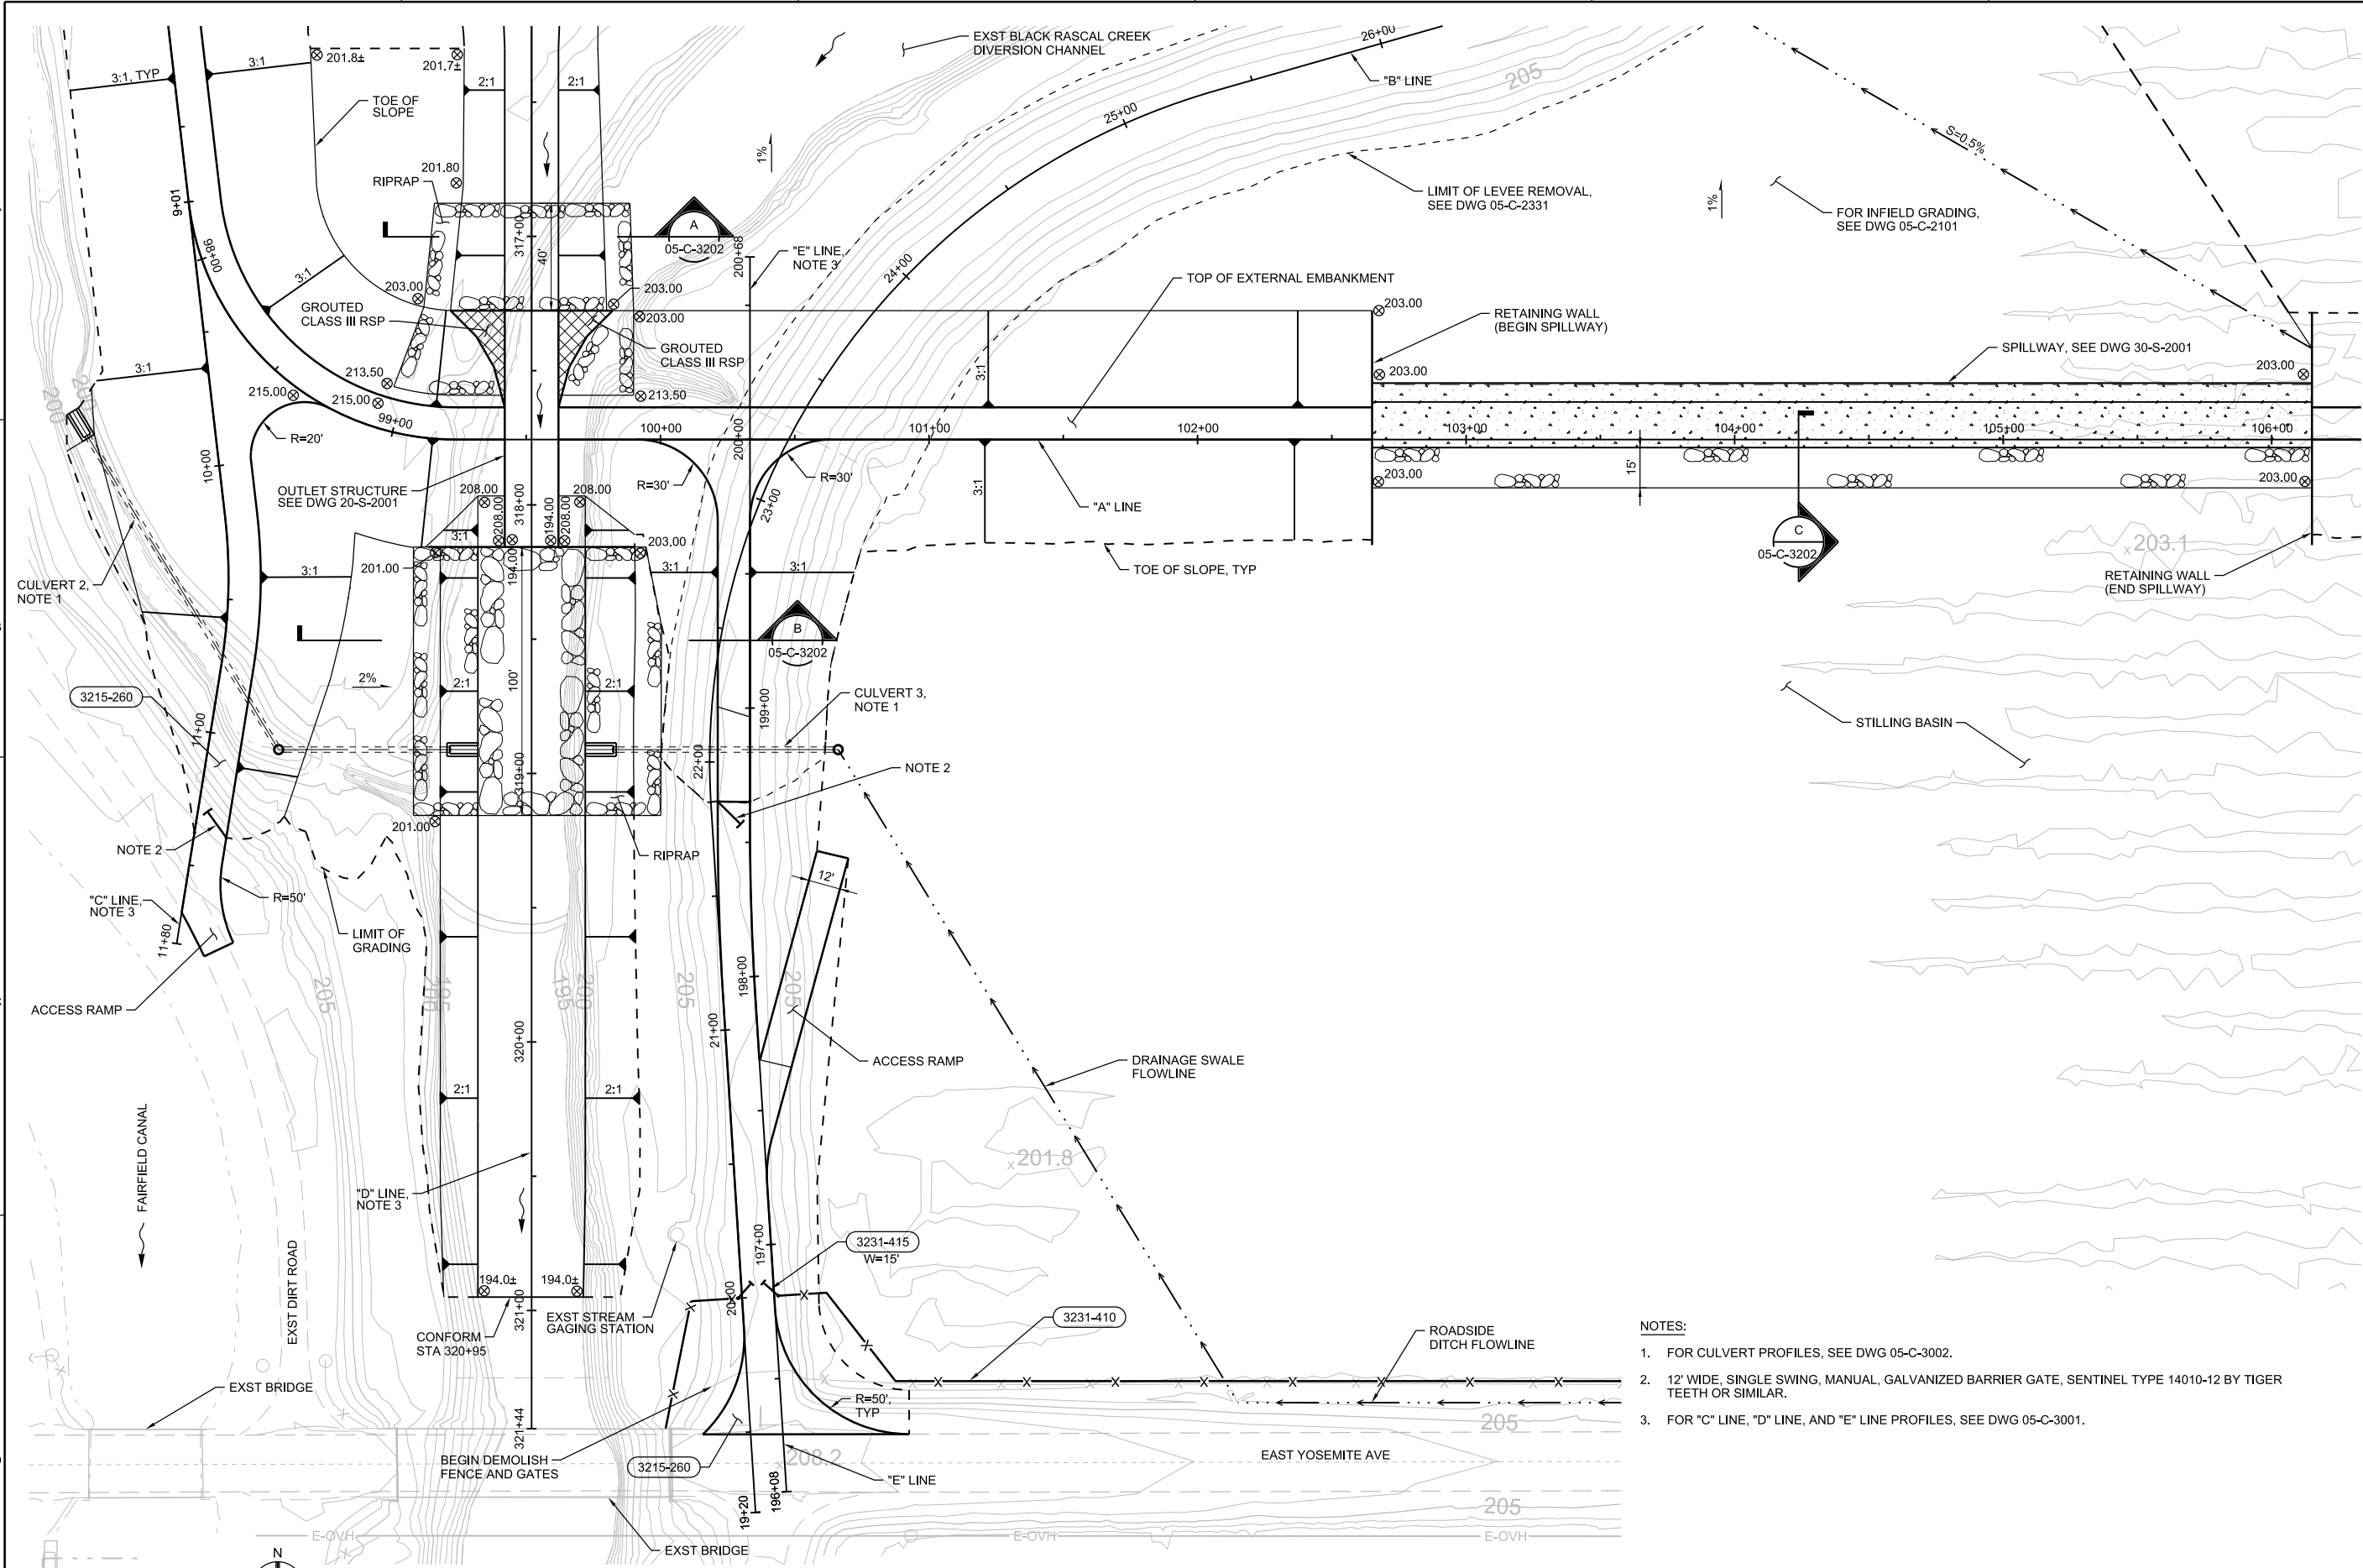 EXST BLACK RASCAL CREEK
DIVERSION CHANNEL
26+00
"B" LINE
205
3:1, TYP
3:1
201.8±
201.7±
2:1
2:1
TOE OF
SLOPE
25+00
1%
S=0.5%
201.80
RIPRAP
LIMIT OF LEVEE REMOVAL,
SEE DWG 05-C-2331
1%
FOR INFIELD GRADING,
SEE DWG 05-C-2101
9+01
98+00
317+00
40'
A
05-C-3202
200+68
"E" LINE,
NOTE 3
24+00
TOP OF EXTERNAL EMBANKMENT
3:1
203.00
203.00
203.00
203.00
GROUTED
CLASS III RSP
GROUTED
CLASS III RSP
RETAINING WALL
(BEGIN SPILLWAY)
SPILLWAY, SEE DWG 30-S-2001
3:1
213.50
215.00
215.00
213.50
3:1
203.00
203.00
200
205
99+00
R=20'
100+00
200+00
101+00
102+00
103+00
104+00
105+00
106+00
10+00
OUTLET STRUCTURE
SEE DWG 20-S-2001
208.00
208.00
318+00
208.00
194.00
208.00
R=30'
R=30'
23+00
3:1
"A" LINE
203.00
15'
203.00
C
05-C-3202
x203.1
3:1
203.00
201.00
194.00
3:1
3:1
3:1
TOE OF SLOPE, TYP
CULVERT 2,
NOTE 1
RETAINING WALL
(END SPILLWAY)
B
05-C-3202
2%
3215-260
2:1
100'
2:1
CULVERT 3,
NOTE 1
199+00
STILLING BASIN
11+00
22+00
319+00
NOTE 2
201.00
NOTE 2
RIPRAP
12'
R=50'
"C" LINE,
NOTE 3
11+80
LIMIT OF
GRADING
198+00
205
200
195
195
200
205
205
ACCESS RAMP
320+00
21+00
ACCESS RAMP
DRAINAGE SWALE
FLOWLINE
2:1
2:1
FAIRFIELD CANAL
x201.8
"D" LINE,
NOTE 3
197+00
3231-415
W=15'
EXST DIRT ROAD
194.0±
194.0±
321+00
20+00
EXST STREAM
GAGING STATION
CONFORM
STA 320+95
3231-410
ROADSIDE
DITCH FLOWLINE
NOTES:
1. FOR CULVERT PROFILES, SEE DWG 05-C-3002.
2. 12' WIDE, SINGLE SWING, MANUAL, GALVANIZED BARRIER GATE, SENTINEL TYPE 14010-12 BY TIGER
TEETH OR SIMILAR.
3. FOR "C" LINE, "D" LINE, AND "E" LINE PROFILES, SEE DWG 05-C-3001.
EXST BRIDGE
R=50',
TYP
205
321+44
BEGIN DEMOLISH
FENCE AND GATES
3215-260
x208.2
EAST YOSEMITE AVE
"E" LINE
19+20
196+08
205
E-OVH
E-OVH
E-OVH
EXST BRIDGE
N